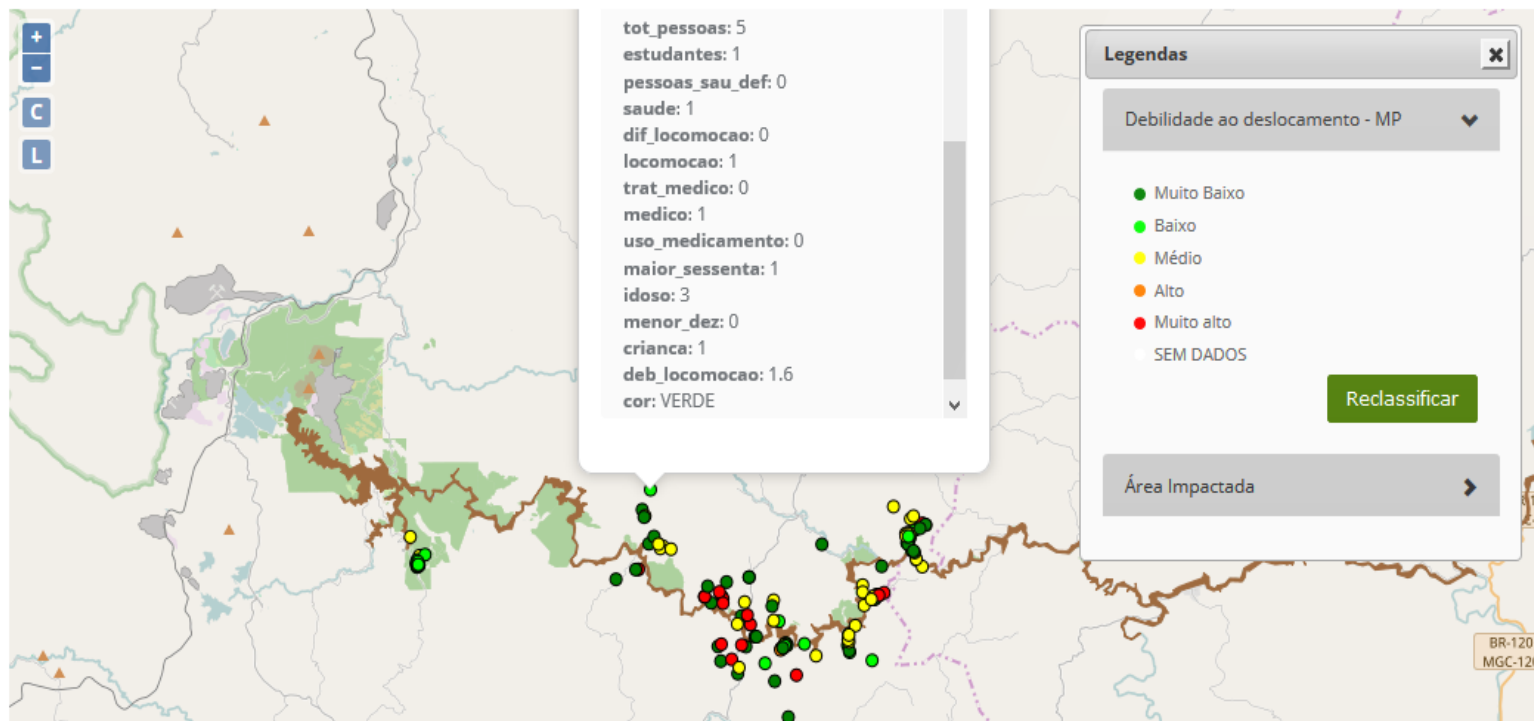 +
−
C
L
tot_pessoas: 5
estudantes: 1
pessoas_sau_def: 0
saude: 1
dif_locomocao: 0
locomocao: 1
trat_medico: 0
medico: 1
uso_medicamento: 0
maior_sessenta: 1
idoso: 3
menor_dez: 0
crianca: 1
deb_locomocao: 1.6
cor: VERDE
Legendas
Debilidade ao deslocamento - MP
Muito Baixo
Baixo
Médio
Alto
Muito alto
SEM DADOS
Reclassificar
Área Impactada
BR-120
MGC-120